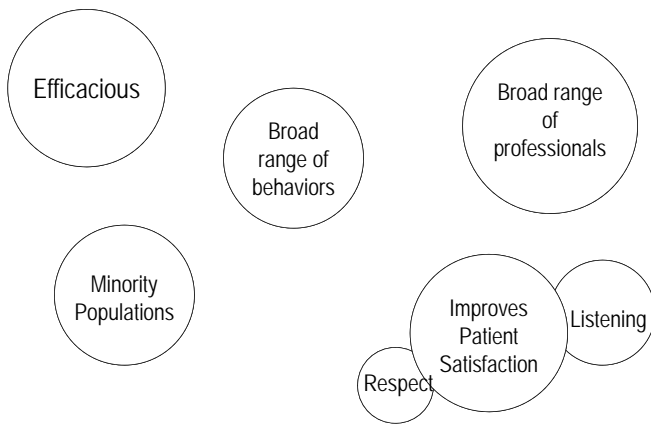 Efficacious
Broad
range of
behaviors
Broad range
of
professionals
Minority
Populations
Improves
Patient
Satisfaction
Listening
Respect